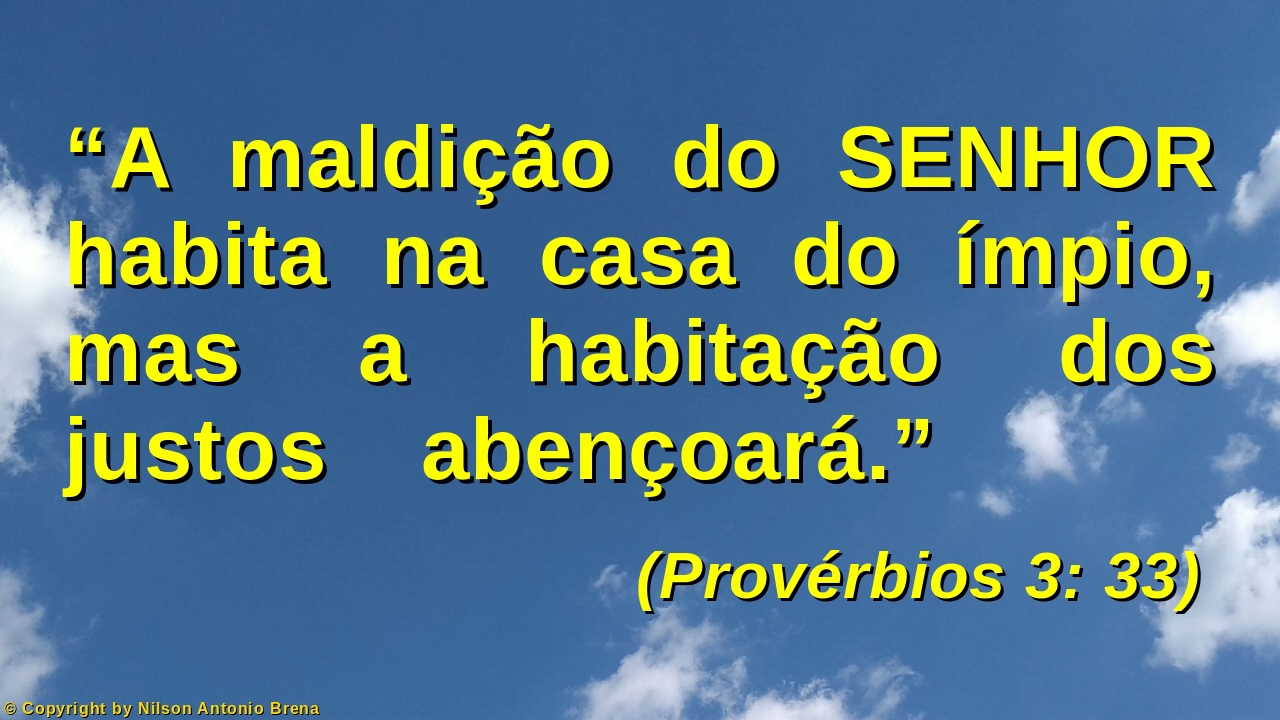 “A maldição do SENHOR
habita na casa do ímpio,
mas a habitação dos
justos abençoará.”
(Provérbios 3: 33)
© Copyright by Nilson Antonio Brena